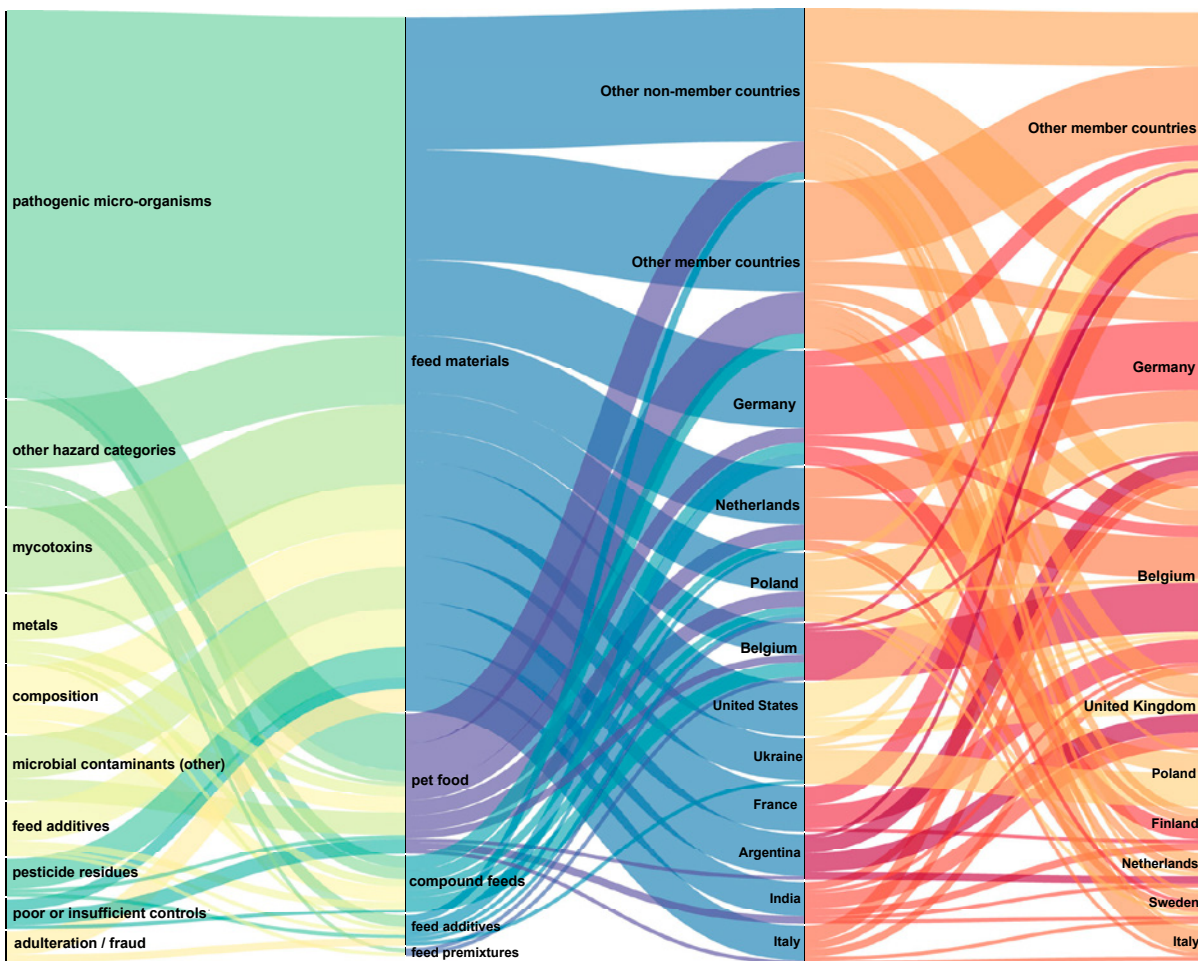 pathogenic micro-organisms
other hazard categories
mycotoxins
metals
composition
microbial contaminants (other)
feed additives
pesticide residues
poor or insufficient controls
adulteration / fraud
feed materials
pet food
compound feeds
feed additives
feed premixtures
Other non-member countries
Other member countries
Germany
Netherlands
Poland
Belgium
United States
Ukraine
France
Argentina
India
Italy
Other member countries
Germany
Belgium
United Kingdom
Poland
Finland
Netherlands
Sweden
Italy